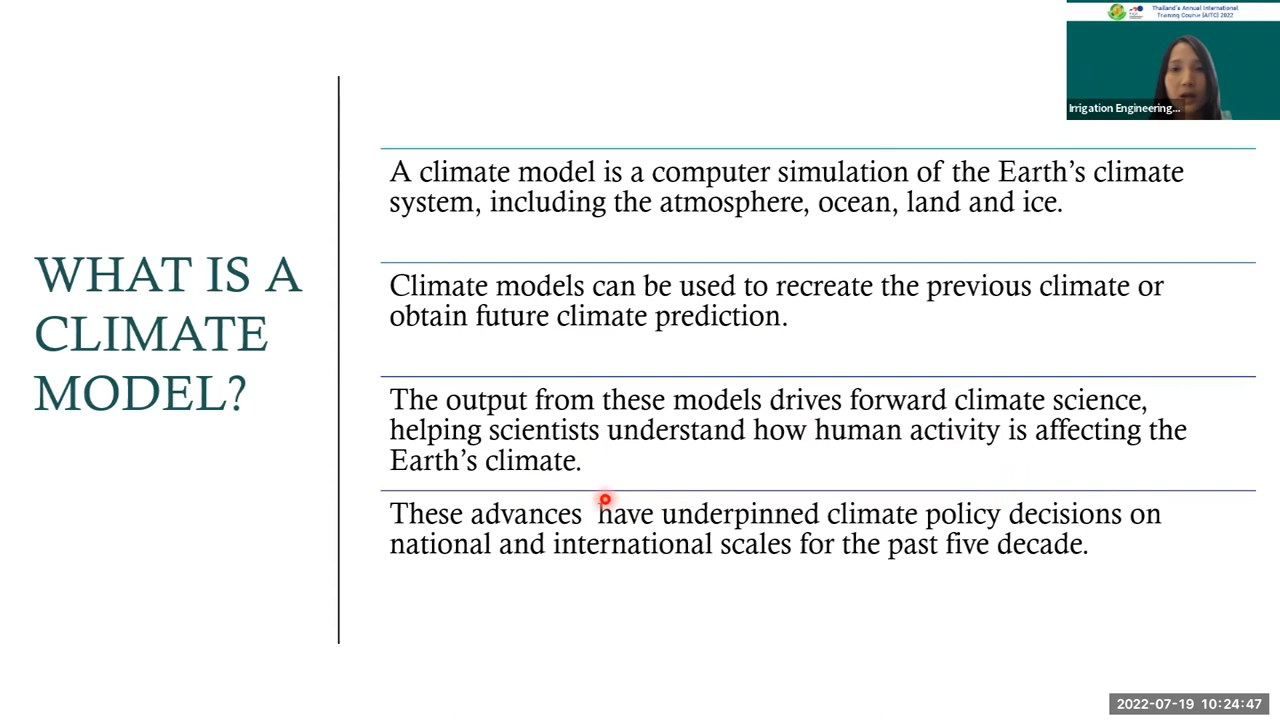 Thailand's Annual International
Training Course (AITC) 2022
Irrigation Engineering...
WHAT IS A
CLIMATE
MODEL?
A climate model is a computer simulation of the Earth's climate
system, including the atmosphere, ocean, land and ice.
Climate models can be used to recreate the previous climate or
obtain future climate prediction.
The output from these models drives forward climate science,
helping scientists understand how human activity is affecting the
Earth's climate.
These advances have underpinned climate policy decisions on
national and international scales for the past five decade.
2022-07-19 10:24:47